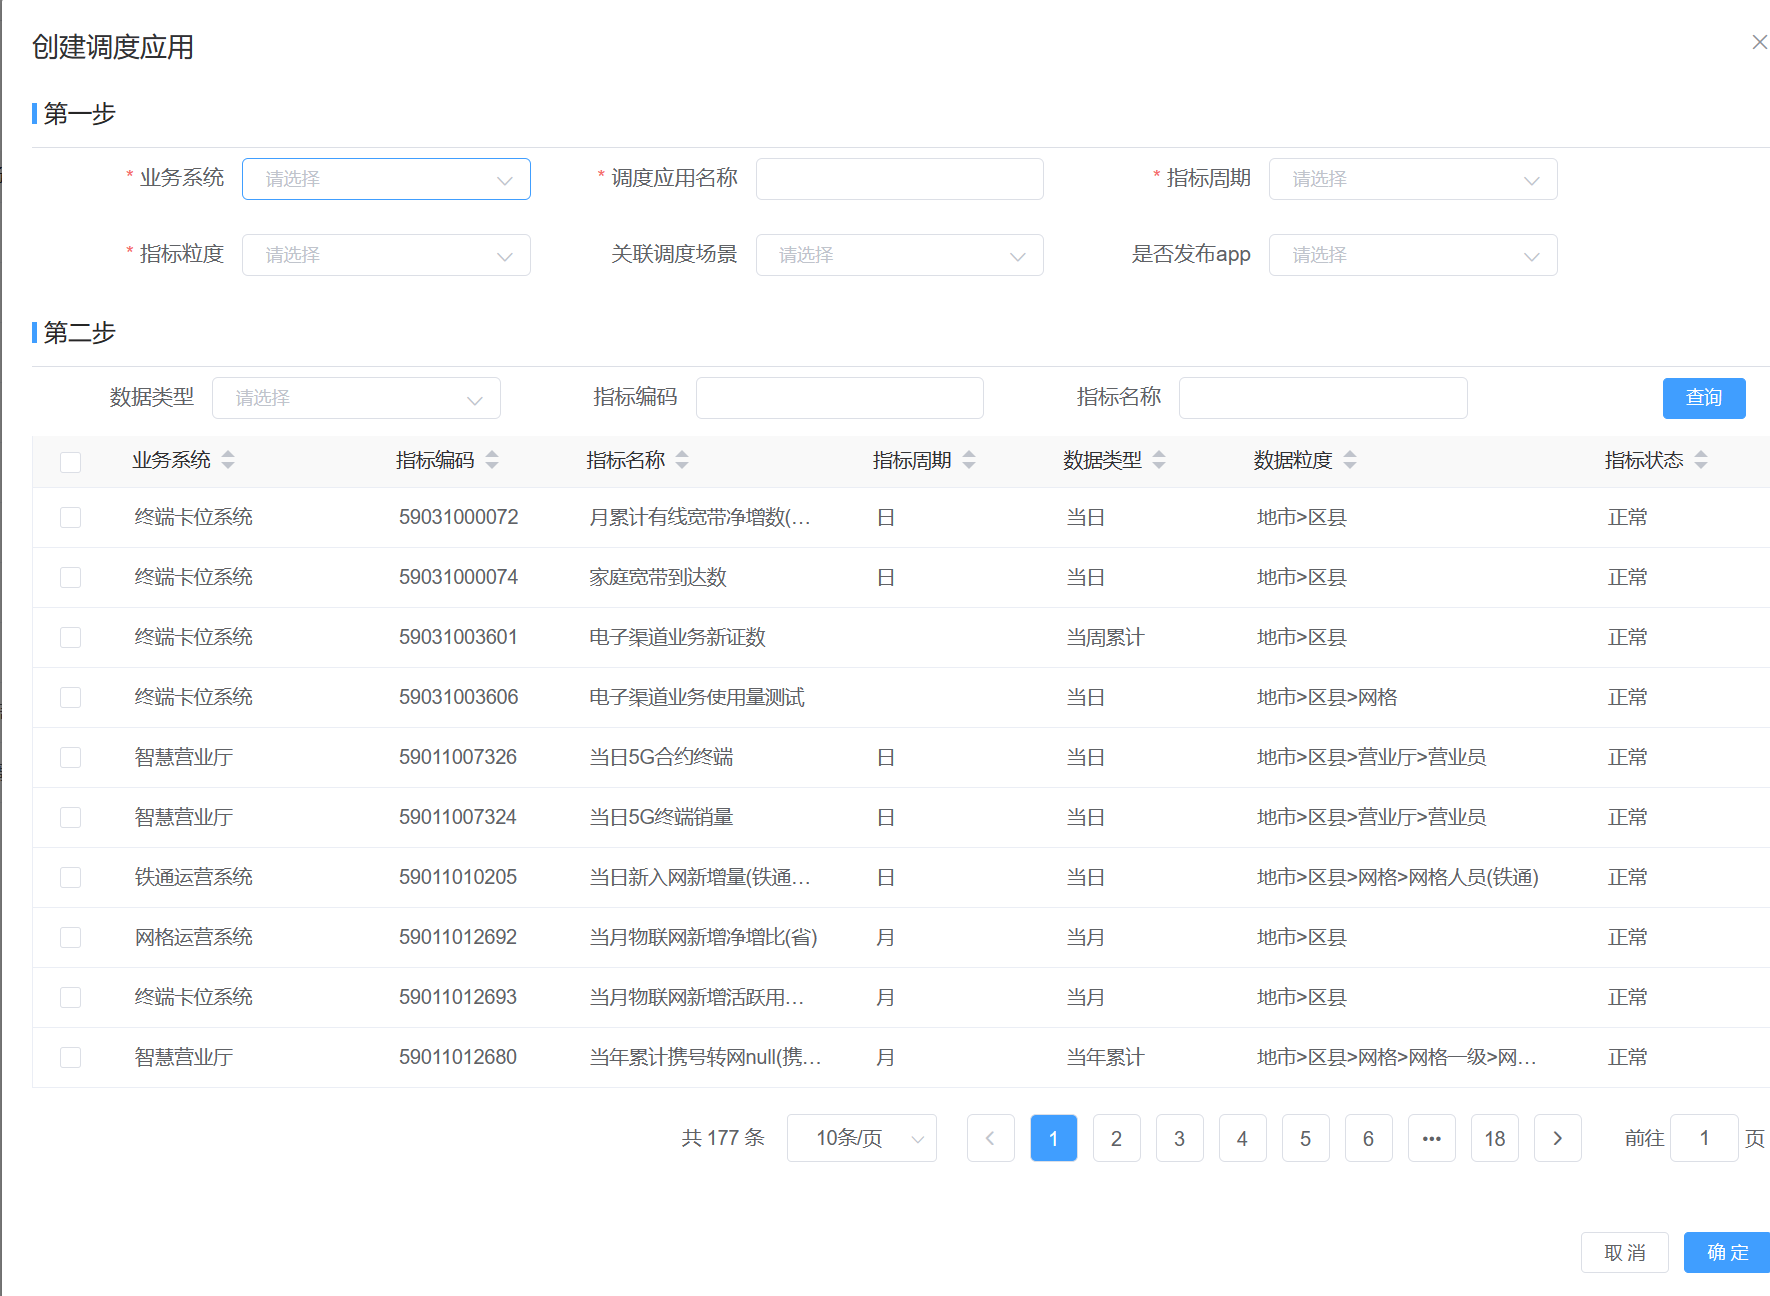 创建调度应用
第一步
* 业务系统 请选择 * 调度应用名称 * 指标周期 请选择
* 指标粒度 请选择 关联调度场景 请选择 是否发布app 请选择
第二步
数据类型 请选择 指标编码 指标名称 查询
业务系统 指标编码 指标名称 指标周期 数据类型 数据粒度 指标状态
终端卡位系统 59031000072 月累计有线宽带净增数(... 日 当日 地市>区县 正常
终端卡位系统 59031000074 家庭宽带到达数 日 当日 地市>区县 正常
终端卡位系统 59031003601 电子渠道业务新证数 当周累计 地市>区县 正常
终端卡位系统 59031003606 电子渠道业务使用量测试 当日 地市>区县>网格 正常
智慧营业厅 59011007326 当日5G合约终端 日 当日 地市>区县>营业厅>营业员 正常
智慧营业厅 59011007324 当日5G终端销量 日 当日 地市>区县>营业厅>营业员 正常
铁通运营系统 59011010205 当日新入网新增量(铁通... 日 当日 地市>区县>网格>网格人员(铁通) 正常
网格运营系统 59011012692 当月物联网新增净增比(省) 月 当月 地市>区县 正常
终端卡位系统 59011012693 当月物联网新增活跃用... 月 当月 地市>区县 正常
智慧营业厅 59011012680 当年累计携号转网null(携... 月 当年累计 地市>区县>网格>网格一级>网... 正常
共 177 条 10条/页 1 2 3 4 5 6 ••• 18 前往 1 页
取 消 确 定